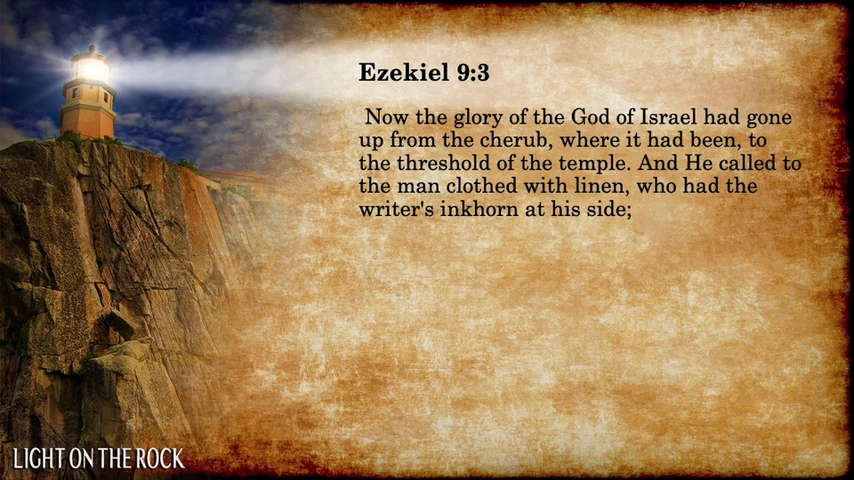 Ezekiel 9:3
Now the glory of the God of Israel had gone
up from the cherub, where it had been, to
the threshold of the temple. And He called to
the man clothed with linen, who had the
writer's inkhorn at his side;
LIGHT ON THE ROCK